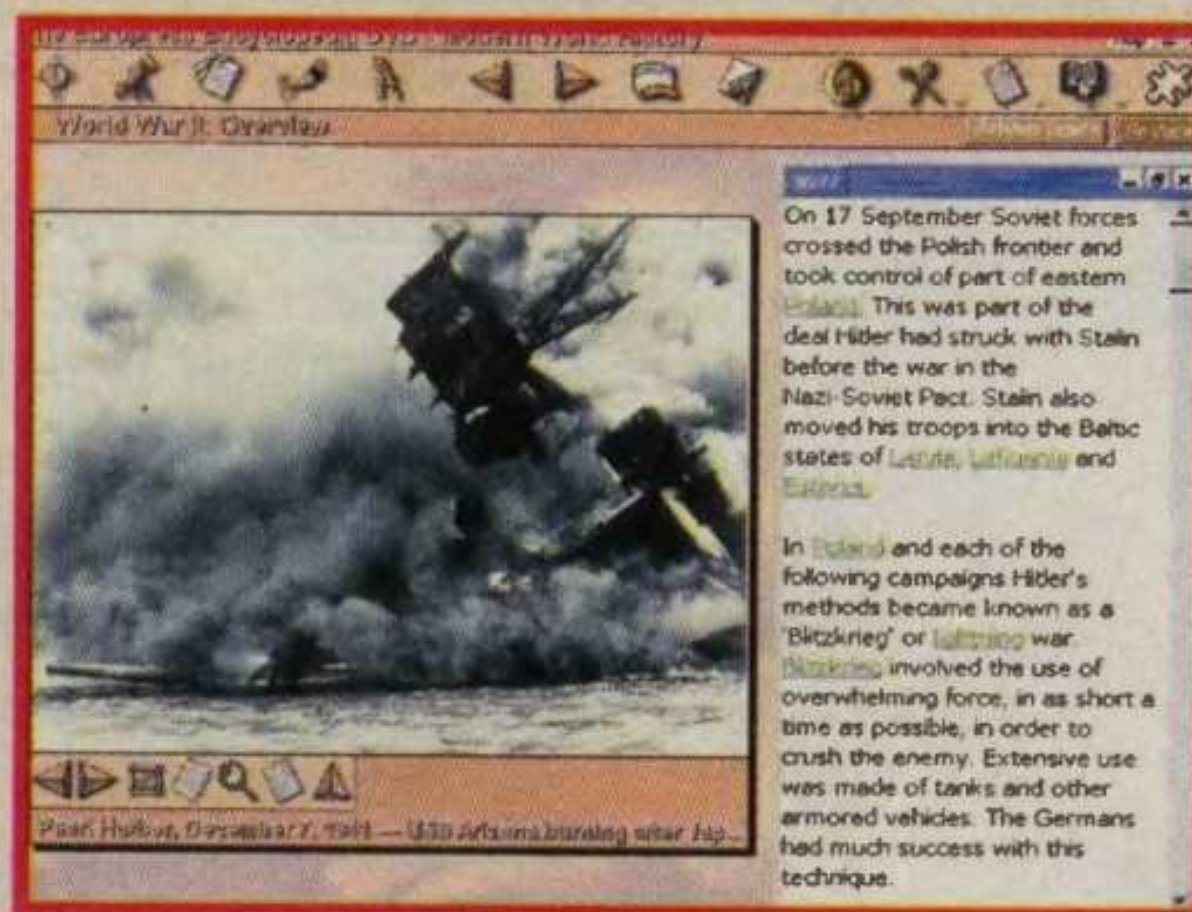 Modern World History
World War II: Overview
On 17 September Soviet forces
crossed the Polish frontier and
took control of part of eastern
Poland. This was part of the
deal Hitler had struck with Stalin
before the war in the
Nazi-Soviet Pact. Stalin also
moved his troops into the Baltic
states of Latvia, Lithuania and
Estonia.
In Poland and each of the
following campaigns Hitler's
methods became known as a
'Blitzkrieg' or lightning war
Blitzkrieg involved the use of
overwhelming force, in as short a
time as possible, in order to
crush the enemy. Extensive use
was made of tanks and other
armored vehicles. The Germans
had much success with this
technique.
Pearl Harbor, December 7, 1941 — USS Arizona burning after